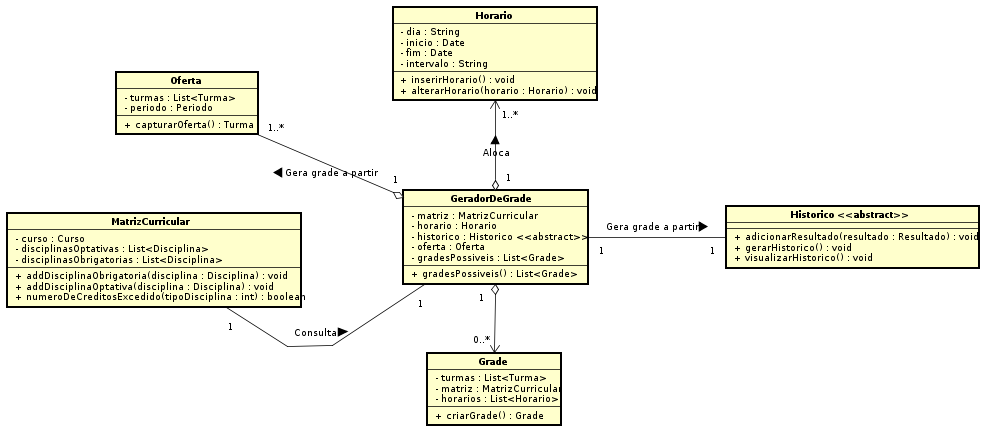 Horario
- dia : String
- inicio : Date
- fim : Date
- intervalo : String
+ inserirHorario() : void
+ alterarHorario(horario : Horario) : void
1..*
Aloca
1
Oferta
- turmas : List<Turma>
- periodo : Periodo
+ capturarOferta() : Turma
1..*
Gera grade a partir
1
GeradorDeGrade
- matriz : MatrizCurricular
- horario : Horario
- historico : Historico <<abstract>>
- oferta : Oferta
- gradesPossiveis : List<Grade>
+ gradesPossiveis() : List<Grade>
Gera grade a partir
1
1
Historico <<abstract>>
+ adicionarResultado(resultado : Resultado) : void
+ gerarHistorico() : void
+ visualizarHistorico() : void
MatrizCurricular
- curso : Curso
- disciplinasOptativas : List<Disciplina>
- disciplinasObrigatorias : List<Disciplina>
+ addDisciplinaObrigatoria(disciplina : Disciplina) : void
+ addDisciplinaOptativa(disciplina : Disciplina) : void
+ numeroDeCreditosExcedido(tipoDisciplina : int) : boolean
1
Consulta
1
1
0..*
Grade
- turmas : List<Turma>
- matriz : MatrizCurricular
- horarios : List<Horario>
+ criarGrade() : Grade